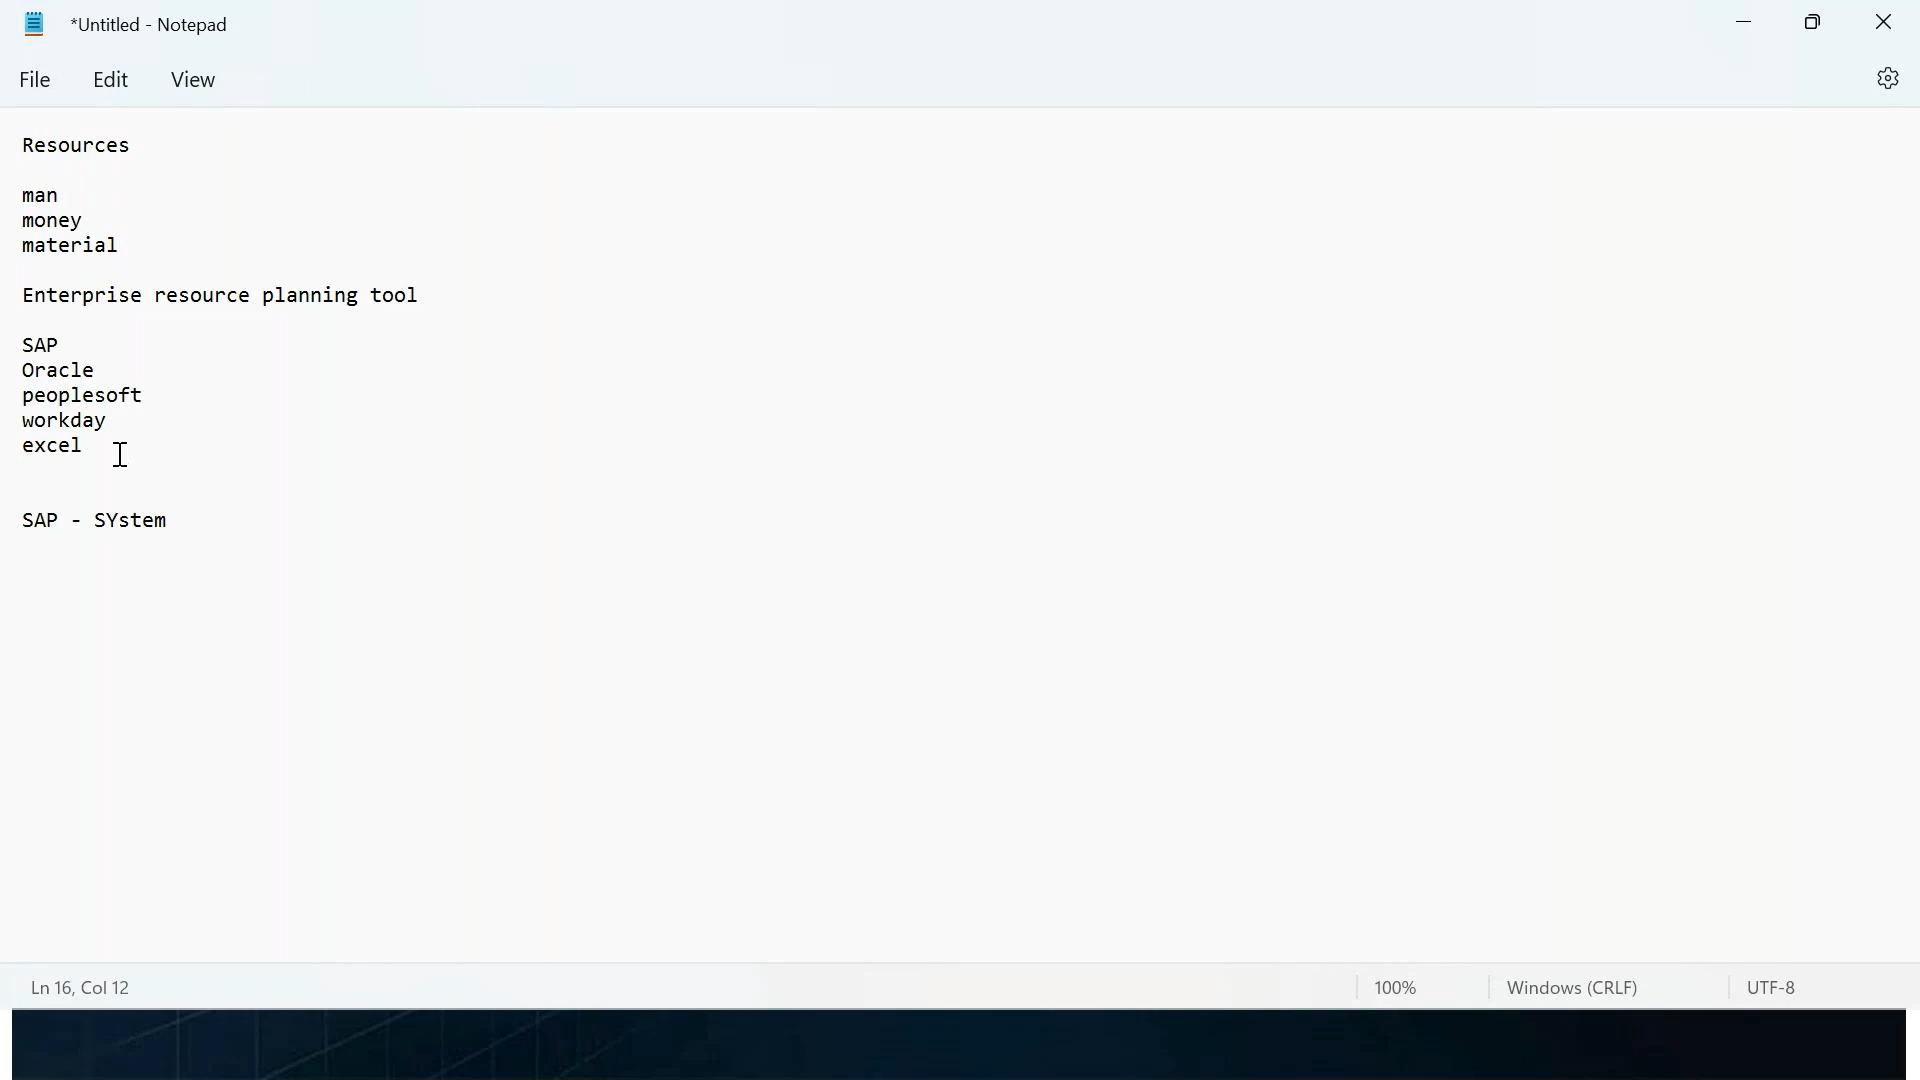 *Untitled - Notepad
File Edit View
Resources
man
money
material
Enterprise resource planning tool
SAP
Oracle
peoplesoft
workday
excel
SAP - SYstem
Ln 16, Col 12 100% Windows (CRLF) UTF-8